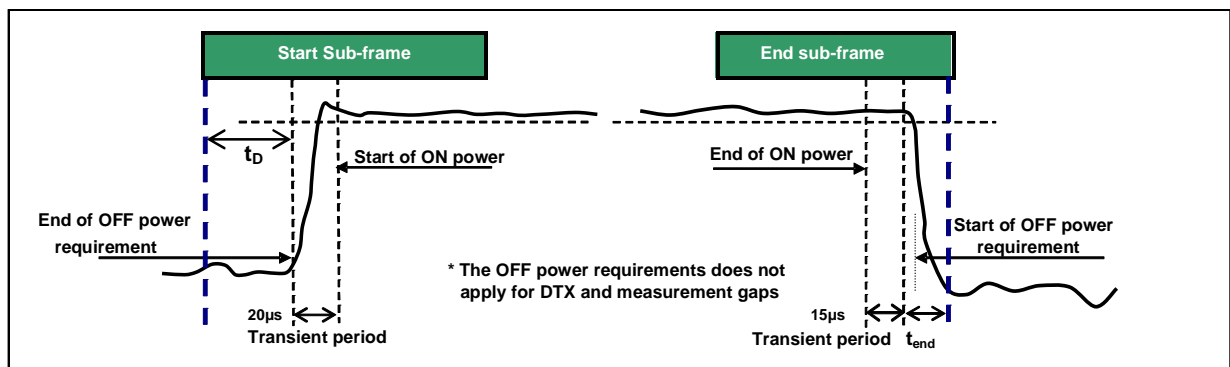 Start Sub-frame
End sub-frame
t_D
Start of ON power
End of ON power
End of OFF power
requirement
Start of OFF power
requirement
* The OFF power requirements does not
apply for DTX and measurement gaps
20µs
Transient period
15µs
Transient period
t_end